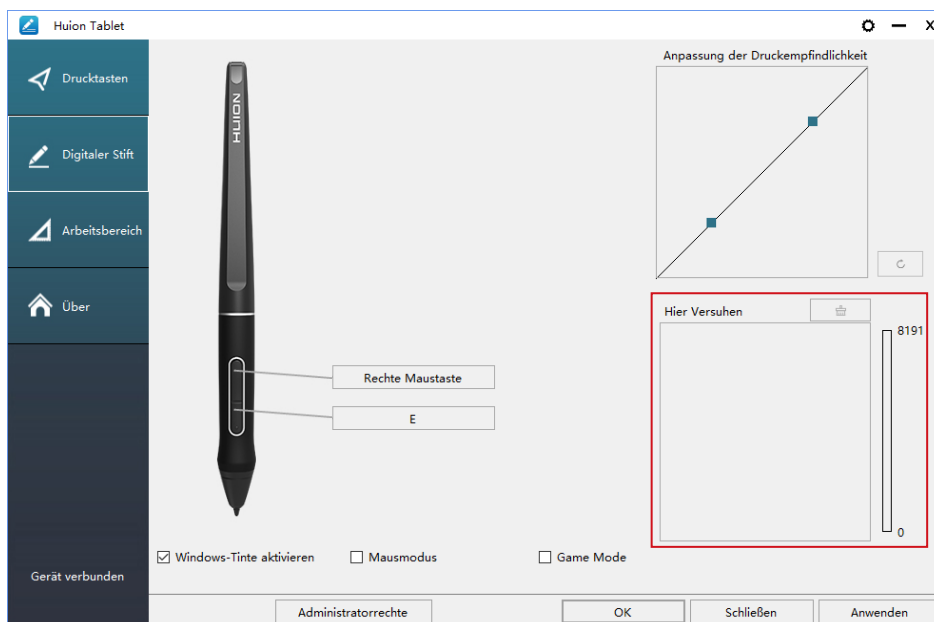 Huion Tablet
X
Drucktasten
Digitaler Stift
Arbeitsbereich
Über
Gerät verbunden
HUION
Rechte Maustaste
E
Anpassung der Druckempfindlichkeit
Hier Versuhen
8191
0
Windows-Tinte aktivieren
Mausmodus
Game Mode
Administratorrechte
OK
Schließen
Anwenden